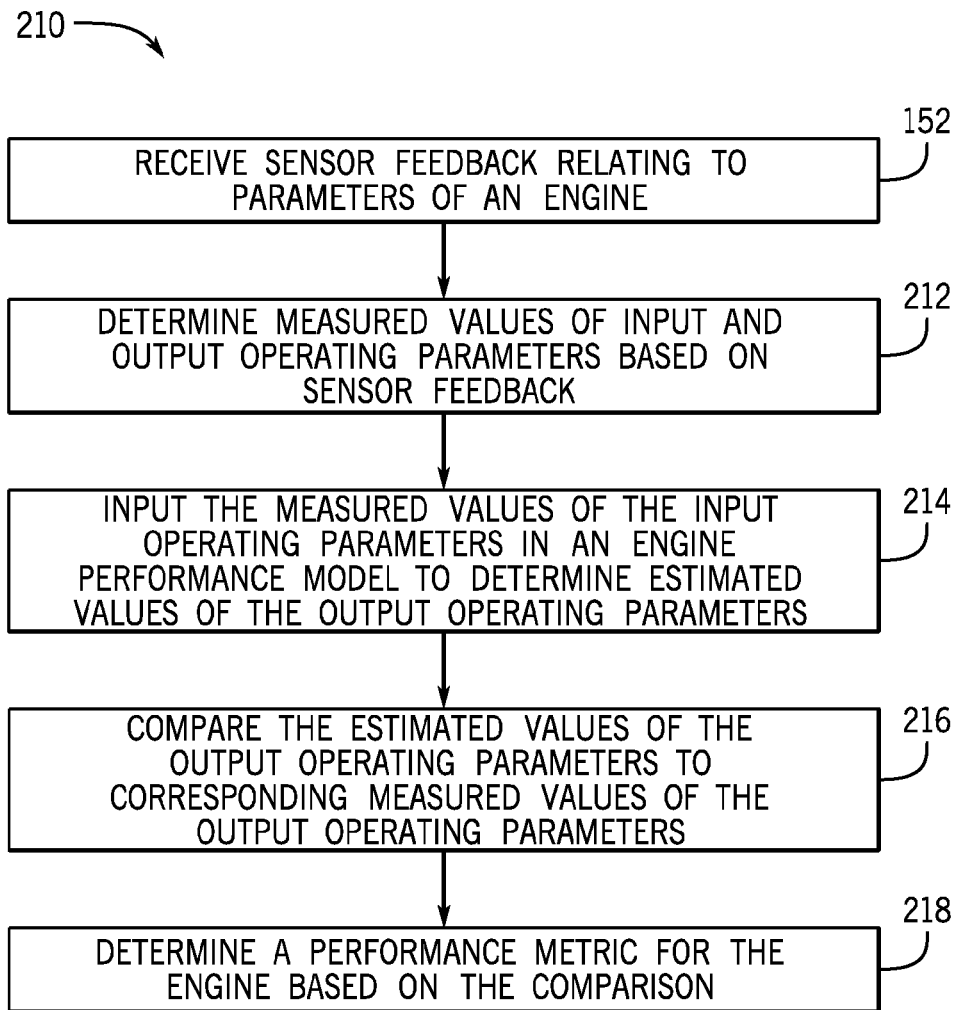 210
152
RECEIVE SENSOR FEEDBACK RELATING TO
PARAMETERS OF AN ENGINE
212
DETERMINE MEASURED VALUES OF INPUT AND
OUTPUT OPERATING PARAMETERS BASED ON
SENSOR FEEDBACK
214
INPUT THE MEASURED VALUES OF THE INPUT
OPERATING PARAMETERS IN AN ENGINE
PERFORMANCE MODEL TO DETERMINE ESTIMATED
VALUES OF THE OUTPUT OPERATING PARAMETERS
216
COMPARE THE ESTIMATED VALUES OF THE
OUTPUT OPERATING PARAMETERS TO
CORRESPONDING MEASURED VALUES OF THE
OUTPUT OPERATING PARAMETERS
218
DETERMINE A PERFORMANCE METRIC FOR THE
ENGINE BASED ON THE COMPARISON